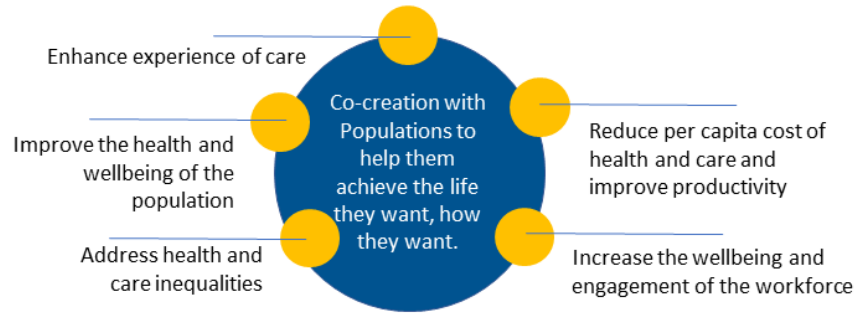 Enhance experience of care
Improve the health and
wellbeing of the
population
Address health and
care inequalities
Co-creation with
Populations to
help them
achieve the life
they want, how
they want.
Reduce per capita cost of
health and care and
improve productivity
Increase the wellbeing and
engagement of the workforce